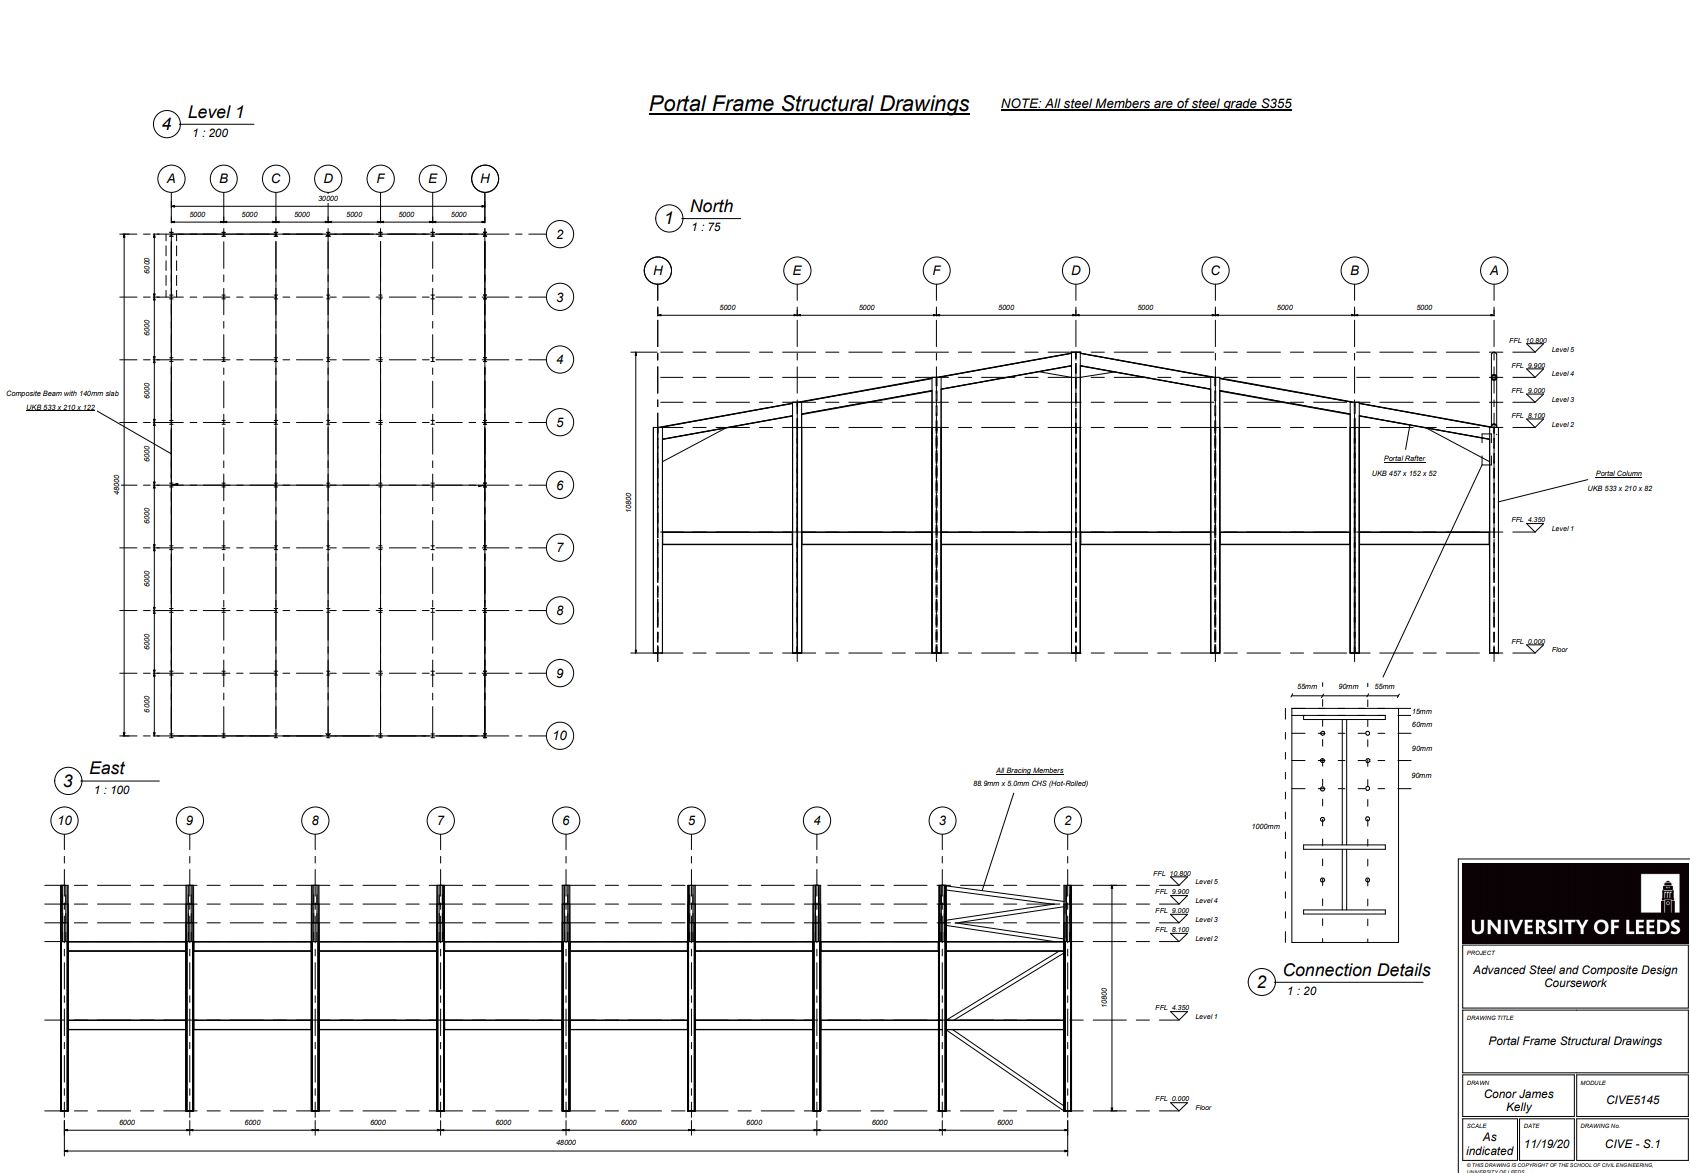 Portal Frame Structural Drawings
NOTE: All steel Members are of steel grade S355
4
Level 1
1 : 200
A
B
C
D
F
E
H
30000
5000
5000
5000
5000
5000
5000
2
3
4
5
6
7
8
9
10
6000
6000
6000
6000
6000
6000
6000
6000
48000
Composite Beam with 140mm slab
UKB 533 x 210 x 122
1
North
1 : 75
H
E
F
D
C
B
A
5000
5000
5000
5000
5000
5000
10800
FFL 10.800
Level 5
FFL 9.900
Level 4
FFL 9.000
Level 3
FFL 8.100
Level 2
Portal Rafter
UKB 457 x 152 x 52
Portal Column
UKB 533 x 210 x 82
FFL 4.350
Level 1
FFL 0.000
Floor
55mm
90mm
55mm
15mm
60mm
90mm
90mm
1000mm
2
Connection Details
1 : 20
3
East
1 : 100
All Bracing Members
88.9mm x 5.0mm CHS (Hot-Rolled)
10
9
8
7
6
5
4
3
2
FFL 10.800
Level 5
FFL 9.900
Level 4
FFL 9.000
Level 3
FFL 8.100
Level 2
10800
FFL 4.350
Level 1
FFL 0.000
Floor
6000
6000
6000
6000
6000
6000
6000
6000
48000
UNIVERSITY OF LEEDS
PROJECT
Advanced Steel and Composite Design
Coursework
DRAWING TITLE
Portal Frame Structural Drawings
DRAWN
Conor James
Kelly
MODULE
CIVE5145
SCALE
As
indicated
DATE
11/19/20
DRAWING No.
CIVE - S.1
© THIS DRAWING IS COPYRIGHT OF THE SCHOOL OF CIVIL ENGINEERING,
UNIVERSITY OF LEEDS